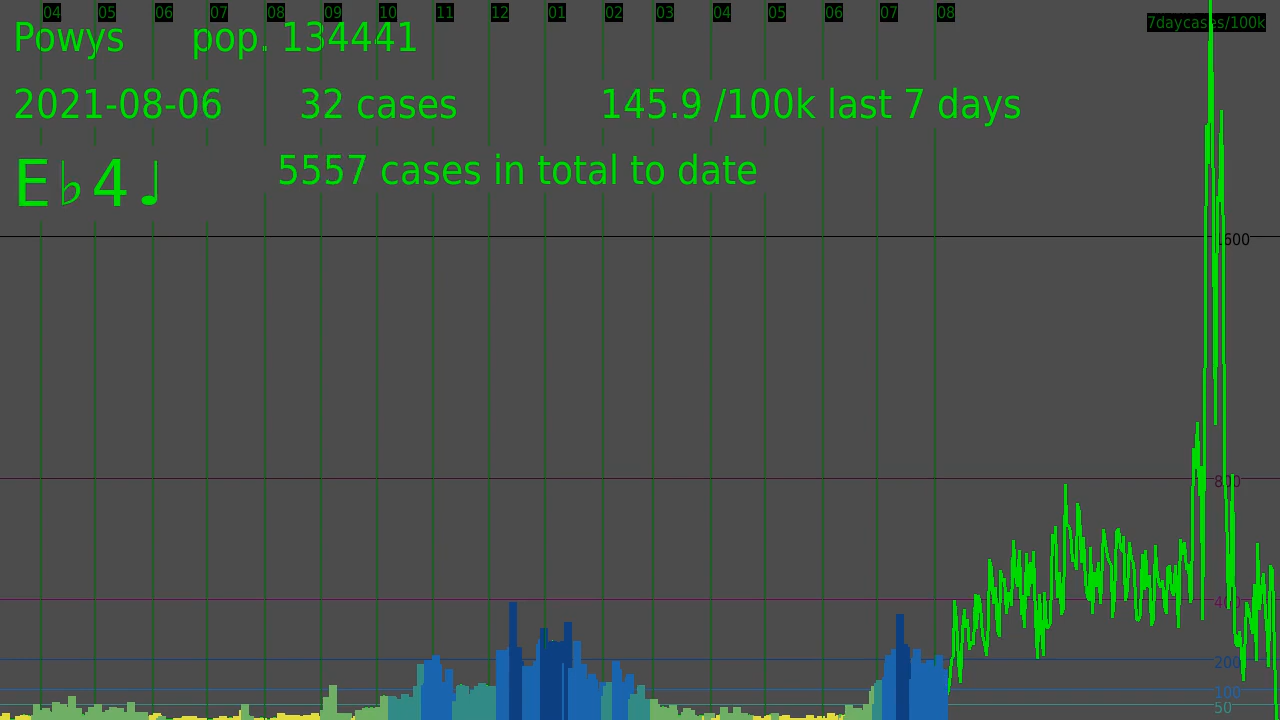 04 05 06 07 08 09 10 11 12 01 02 03 04 05 06 07 08
7daycases/100k
Powys pop. 134441
2021-08-06 32 cases 145.9 /100k last 7 days
E♭4♩ 5557 cases in total to date
1600
800
400
200
100
50